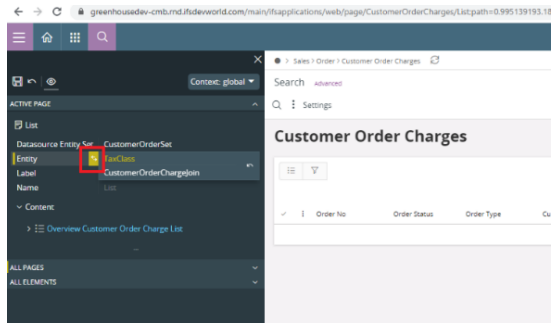 greenhousedev-cmb.rnd.ifsdevworld.com/main/ifsapplications/web/page/CustomerOrderCharges/List;path=0.995139193.18
Context: global
> Sales > Order > Customer Order Charges
Search Advanced
ACTIVE PAGE
Settings
List
Datasource Entity Set CustomerOrderSet
Entity TaxClass
Label CustomerOrderChargeJoin
Name List
Content
Overview Customer Order Charge List
ALL PAGES
ALL ELEMENTS
Customer Order Charges
Order No Order Status Order Type Cu